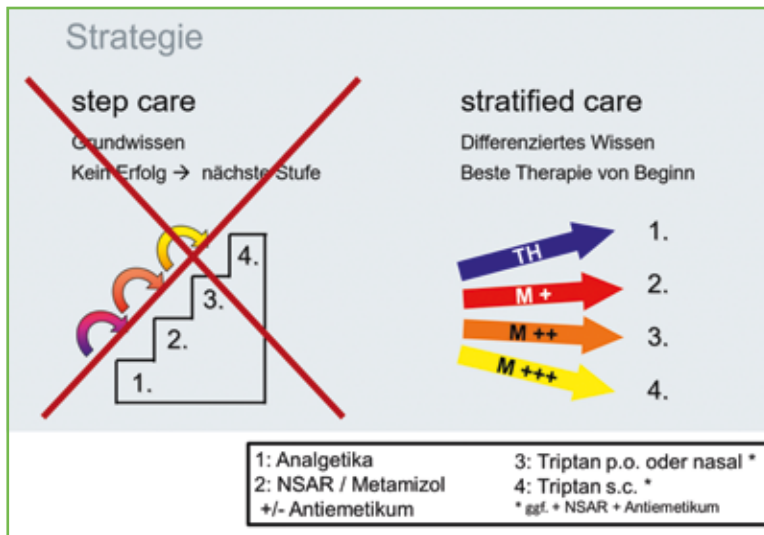 Strategie
step care
Grundwissen
Kein Erfolg → nächste Stufe
4.
3.
2.
1.
stratified care
Differenziertes Wissen
Beste Therapie von Beginn
TH 1.
M + 2.
M ++ 3.
M +++ 4.
1: Analgetika
2: NSAR / Metamizol
+/- Antiemetikum
3: Triptan p.o. oder nasal *
4: Triptan s.c. *
* ggf. + NSAR + Antiemetikum